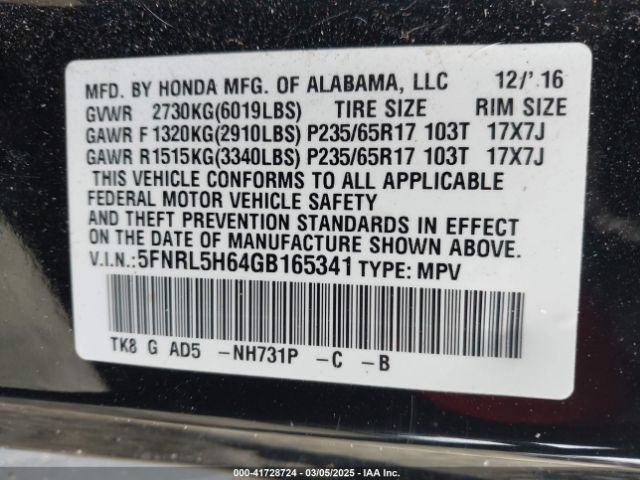 MFD. BY HONDA MFG. OF ALABAMA, LLC 12/'16
GVWR 2730KG(6019LBS) TIRE SIZE RIM SIZE
GAWR F 1320KG(2910LBS) P235/65R17 103T 17X7J
GAWR R1515KG(3340LBS) P235/65R17 103T 17X7J
THIS VEHICLE CONFORMS TO ALL APPLICABLE
FEDERAL MOTOR VEHICLE SAFETY
AND THEFT PREVENTION STANDARDS IN EFFECT
ON THE DATE OF MANUFACTURE SHOWN ABOVE.
V.I.N.:5FNRL5H64GB165341 TYPE: MPV
TK8 G AD5 -NH731P -C -B
000-41728724 — 03/05/2025 — IAA Inc.